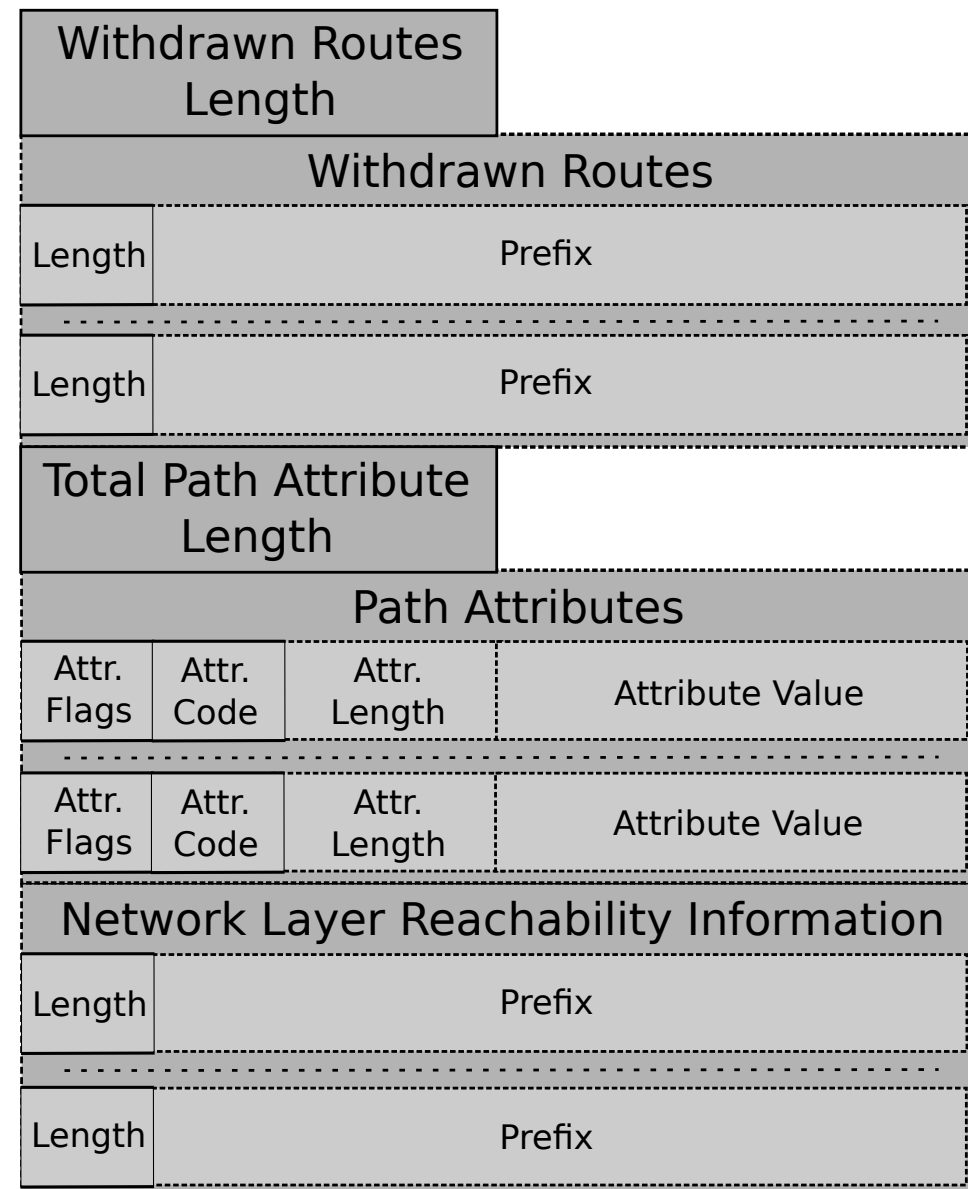 Withdrawn Routes
Length
Withdrawn Routes
Length Prefix
Length Prefix
Total Path Attribute
Length
Path Attributes
Attr. Flags Attr. Code Attr. Length Attribute Value
Attr. Flags Attr. Code Attr. Length Attribute Value
Network Layer Reachability Information
Length Prefix
Length Prefix